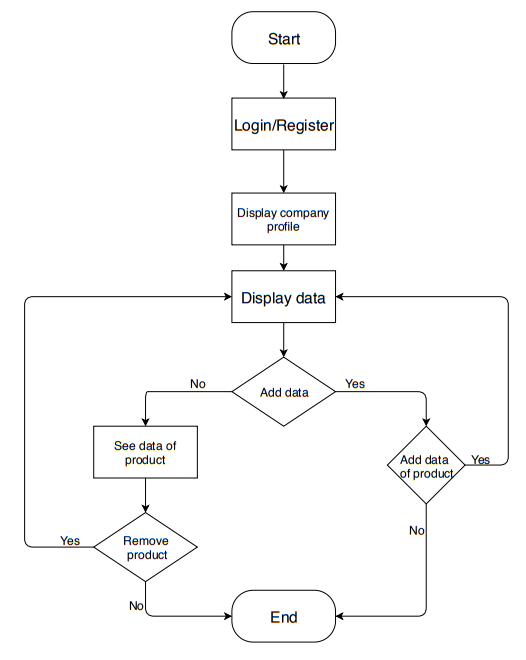 Start
Login/Register
Display company
profile
Display data
No
Yes
Add data
See data of
product
Add data
of product
Yes
Yes
Remove
product
No
No
End